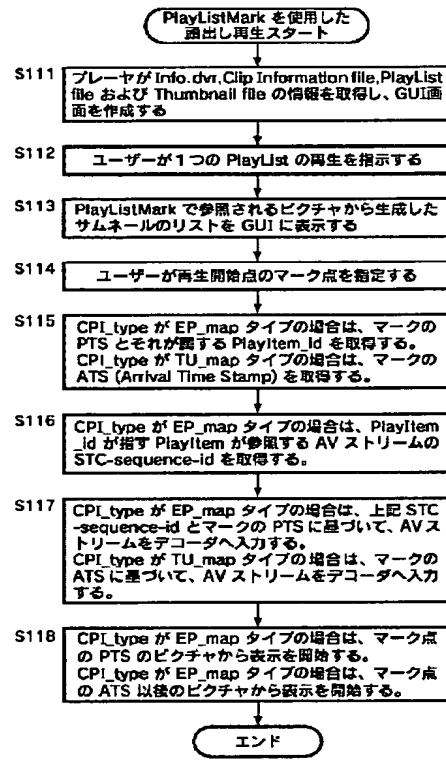 PlayListMark を使用した
頭出し再生スタート
S111
プレーヤが Info.dvr,Clip Information file,PlayList
file および Thumbnail file の情報を取得し、GUI画
面を作成する
S112
ユーザーが１つの PlayList の再生を指示する
S113
PlayListMark で参照されるピクチャから生成した
サムネールのリストを GUI に表示する
S114
ユーザーが再生開始点のマーク点を指定する
S115
CPI_type が EP_map タイプの場合は、マークの
PTS とそれが属する PlayItem_id を取得する。
CPI_type が TU_map タイプの場合は、マークの
ATS (Arrival Time Stamp) を取得する。
S116
CPI_type が EP_map タイプの場合は、PlayItem
_id が指す PlayItem が参照する AV ストリームの
STC-sequence-id を取得する。
S117
CPI_type が EP_map タイプの場合は、上記 STC
-sequence-id とマークの PTS に基づいて、AVス
トリームをデコーダへ入力する。
CPI_type が TU_map タイプの場合は、マークの
ATS に基づいて、AVストリームをデコーダへ入力
する。
S118
CPI_type が EP_map タイプの場合は、マーク点
の PTS のピクチャから表示を開始する。
CPI_type が EP_map タイプの場合は、マーク点
の ATS 以後のピクチャから表示を開始する。
エンド